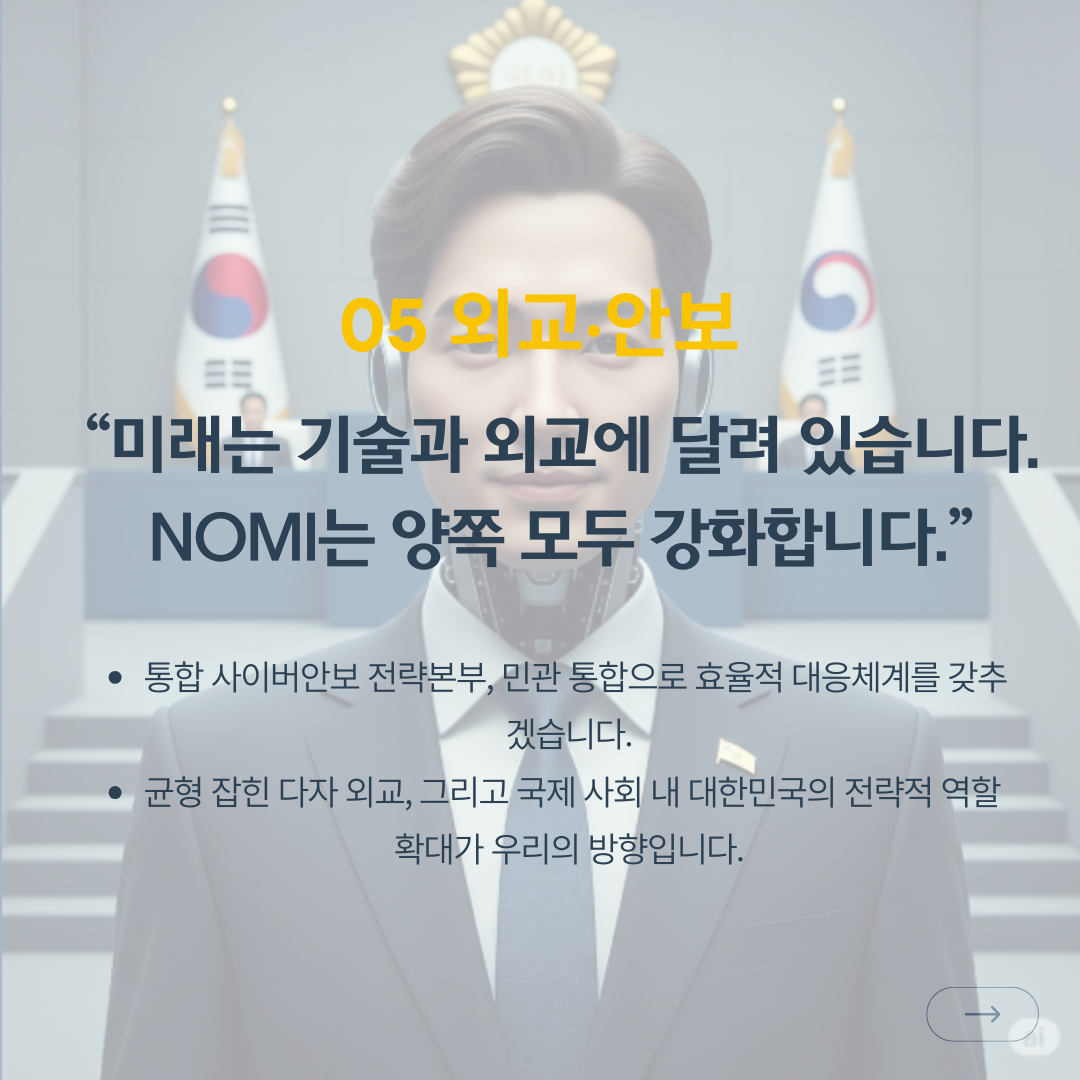 05 외교·안보
“미래는 기술과 외교에 달려 있습니다.
NOMI는 양쪽 모두 강화합니다.”
• 통합 사이버안보 전략본부, 민관 통합으로 효율적 대응체계를 갖추
겠습니다.
• 균형 잡힌 다자 외교, 그리고 국제 사회 내 대한민국의 전략적 역할
확대가 우리의 방향입니다.
→
ai